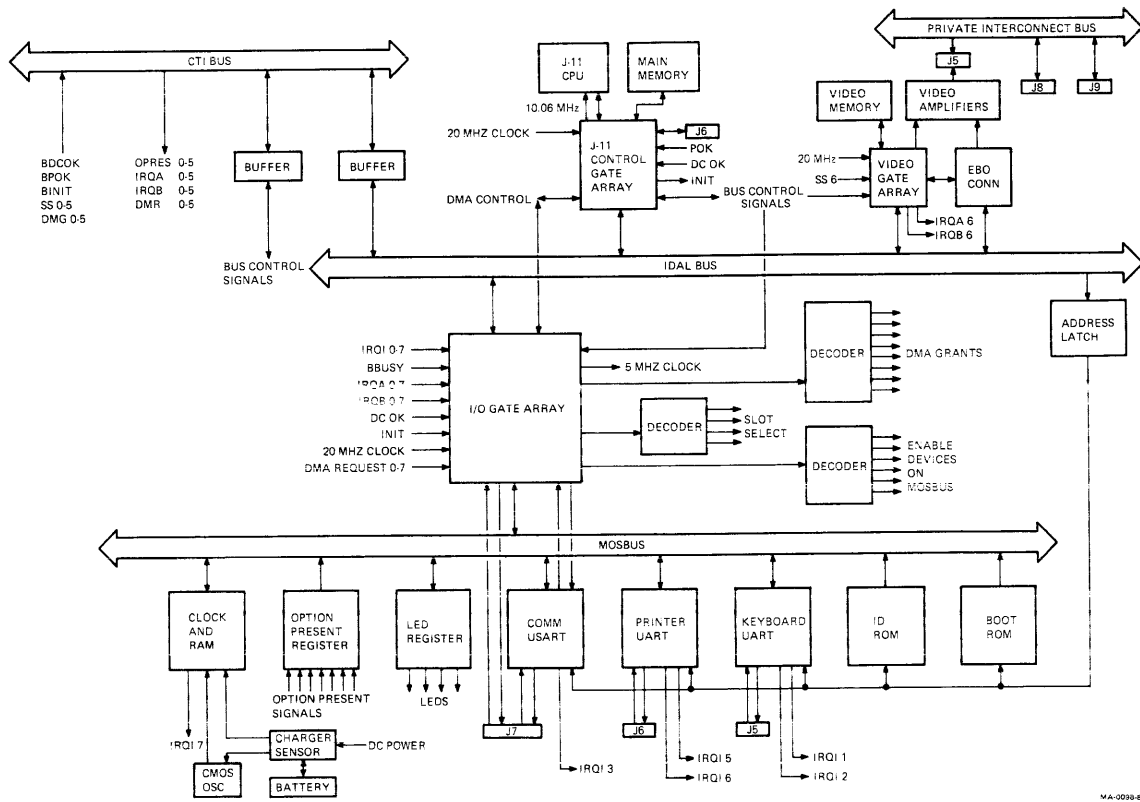 PRIVATE INTERCONNECT BUS
CTI BUS
J-11
CPU
MAIN
MEMORY
J5
J8
J9
VIDEO
MEMORY
VIDEO
AMPLIFIERS
10.06 MHz
20 MHZ CLOCK
J-11
CONTROL
GATE
ARRAY
J6
POK
DC OK
INIT
BUS CONTROL
SIGNALS
DMA CONTROL
20 MHz
SS 6
VIDEO
GATE
ARRAY
EBO
CONN
IRQA 6
IRQB 6
BDCOK
BPOK
BINIT
SS 0-5
DMG 0-5
OPRES 0-5
IRQA 0-5
IRQB 0-5
DMR 0-5
BUFFER
BUFFER
BUS CONTROL
SIGNALS
IDAL BUS
IRQI 0-7
BBUSY
IRQA 0-7
IRQB 0-7
DC OK
INIT
20 MHZ CLOCK
DMA REQUEST 0-7
I/O GATE ARRAY
5 MHZ CLOCK
DECODER
DMA GRANTS
ADDRESS
LATCH
DECODER
SLOT
SELECT
DECODER
ENABLE
DEVICES
ON
MOSBUS
MOSBUS
CLOCK
AND
RAM
OPTION
PRESENT
REGISTER
LED
REGISTER
COMM
USART
PRINTER
UART
KEYBOARD
UART
ID
ROM
BOOT
ROM
OPTION PRESENT
SIGNALS
LEDS
IRQI 7
CHARGER
SENSOR
DC POWER
CMOS
OSC
BATTERY
J7
IRQI 3
J6
IRQI 5
IRQI 6
J5
IRQI 1
IRQI 2